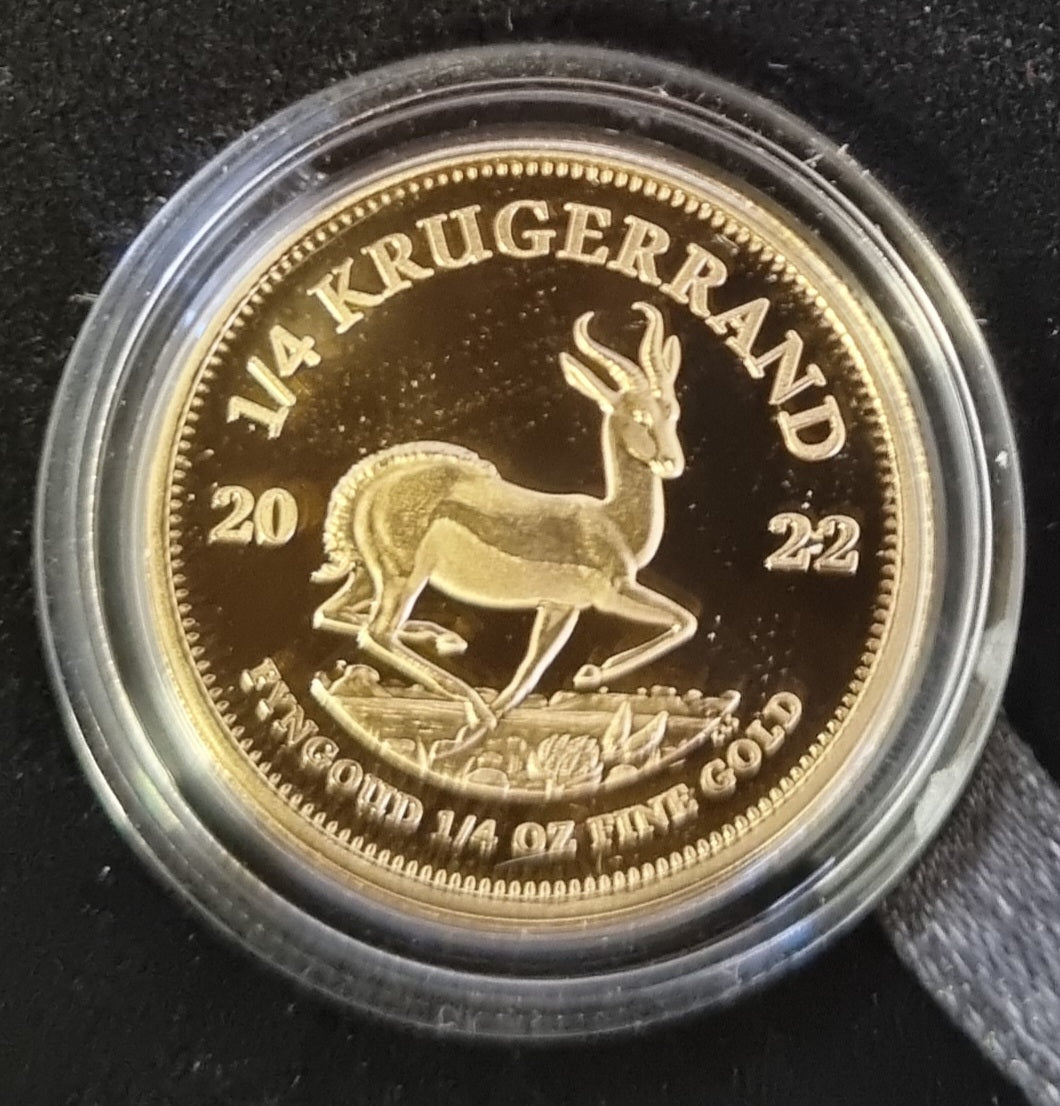 1/4 KRUGERRAND
20 22
FYNGOUD 1/4 OZ FINE GOLD